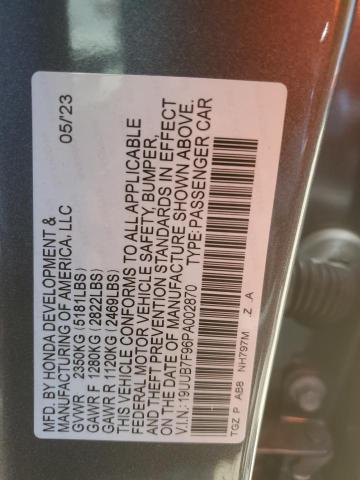 MFD. BY HONDA DEVELOPMENT &
MANUFACTURING OF AMERICA, LLC 05/'23
GVWR 2350KG (5181LBS)
GAWR F 1280KG (2822LBS)
GAWR R 1120KG (2469LBS)
THIS VEHICLE CONFORMS TO ALL APPLICABLE
FEDERAL MOTOR VEHICLE SAFETY, BUMPER,
AND THEFT PREVENTION STANDARDS IN EFFECT
ON THE DATE OF MANUFACTURE SHOWN ABOVE.
V.I.N.:19UUB7F96PA002870 TYPE:PASSENGER CAR
TGZ P AB8 NH797M .Z .A